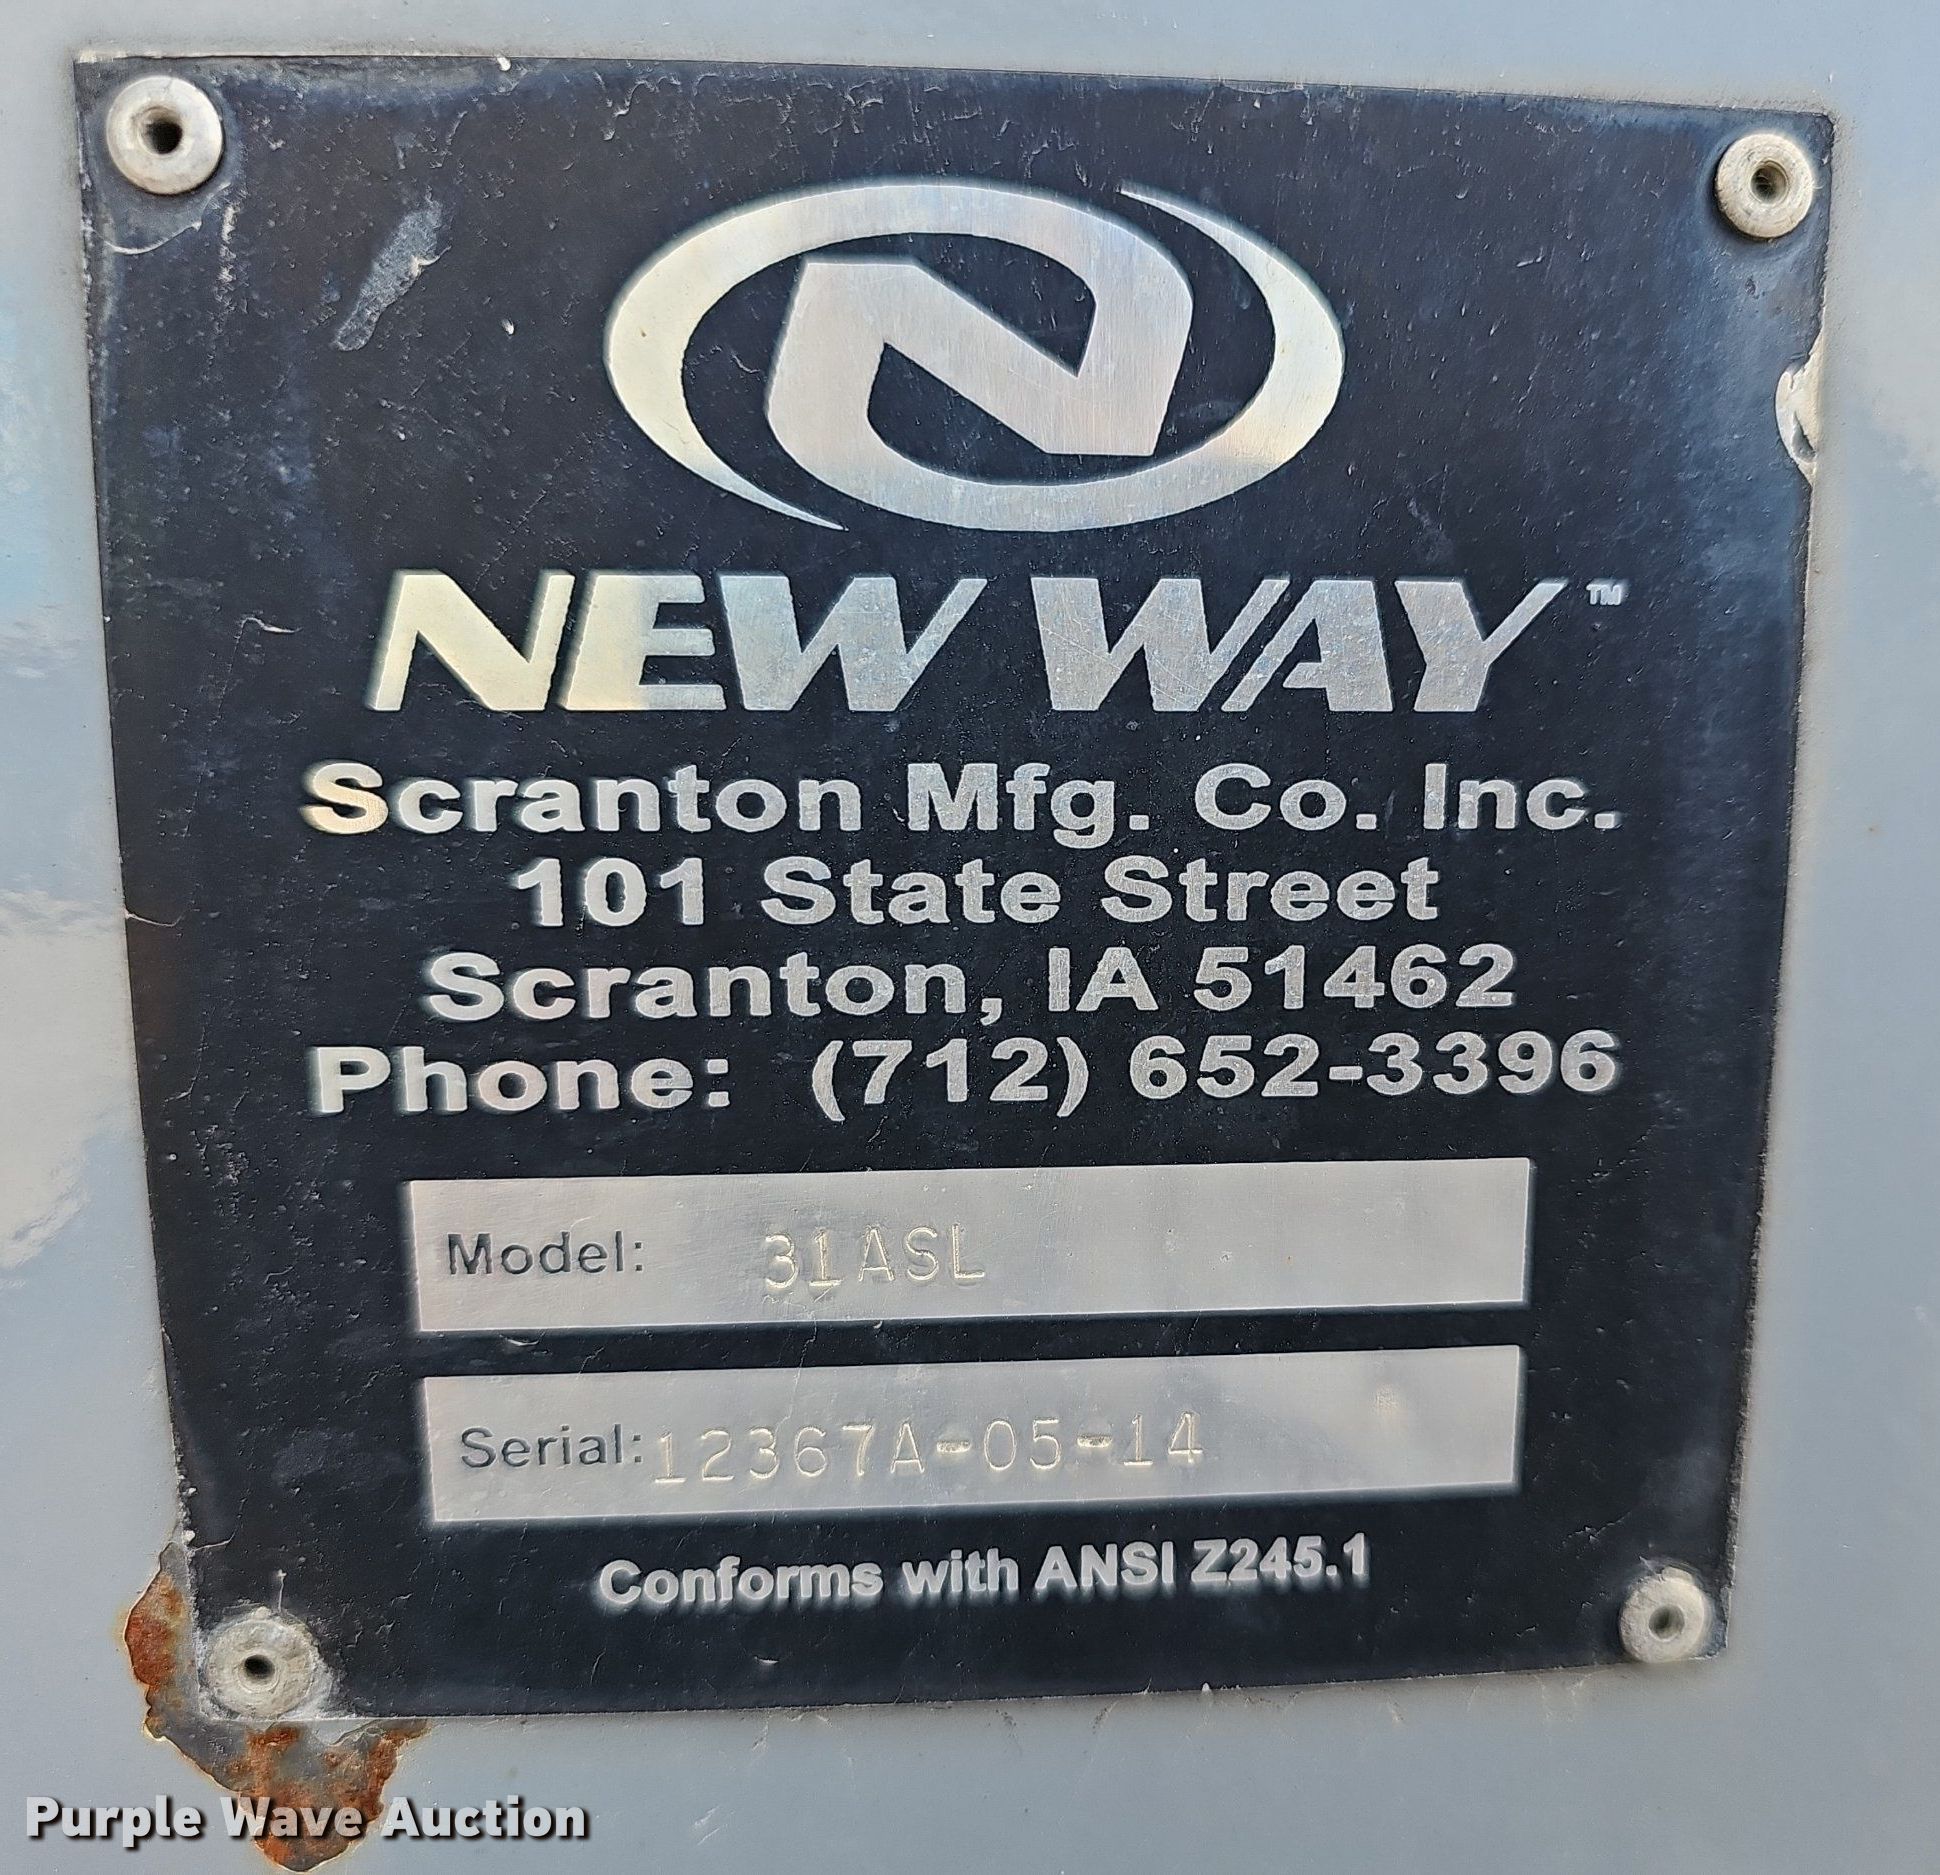 NEW WAY™
Scranton Mfg. Co. Inc.
101 State Street
Scranton, IA 51462
Phone: (712) 652-3396
Model: 31ASL
Serial: 12367A-05-14
Conforms with ANSI Z245.1
Purple Wave Auction